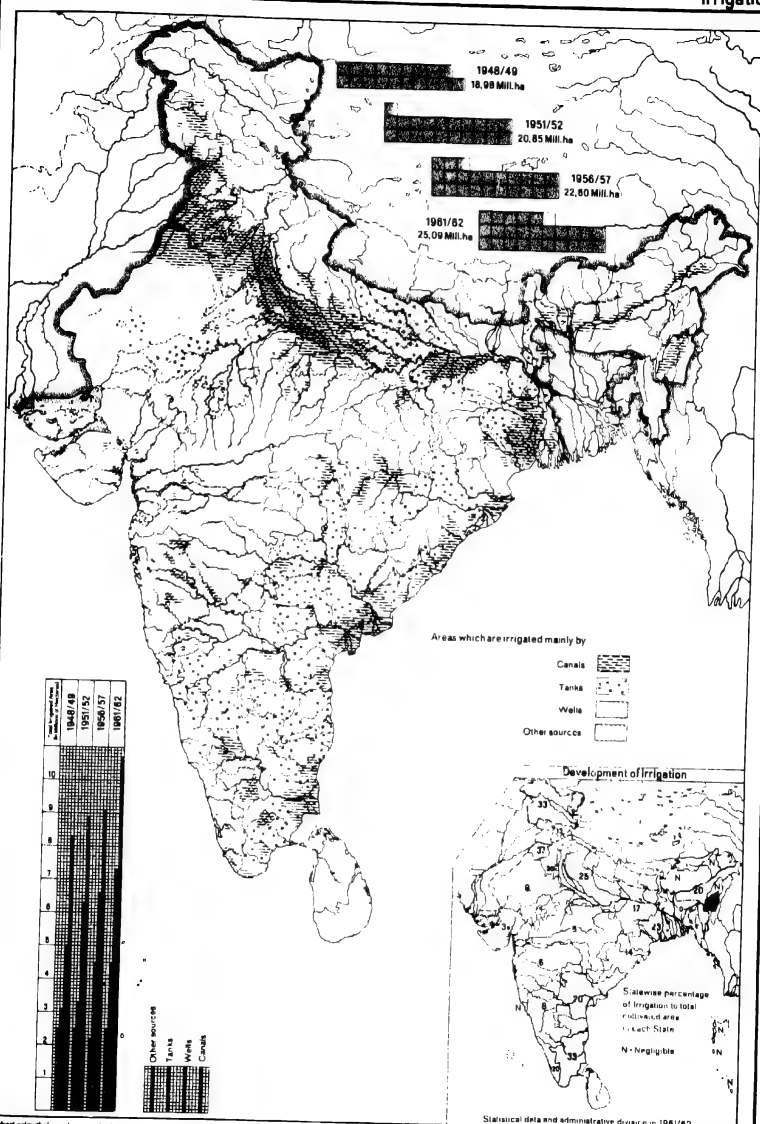 1948/49
18,98 Mill.ha
1951/52
20,85 Mill.ha
1956/57
22,60 Mill.ha
1961/62
25,09 Mill.ha
Areas which are irrigated mainly by
Canals
Tanks
Wells
Other sources
1948/49
1951/52
1956/57
1961/62
10
9
8
7
6
5
4
3
2
1
Other sources
Tanks
Wells
Canals
Development of Irrigation
33
37
25
N
N
17
20
6
N
8
20
33
Statewise percentage
of Irrigation to total
cultivated area
in each State
N - Negligible
N
N
N
Statistical data and administrative division in 1961/62